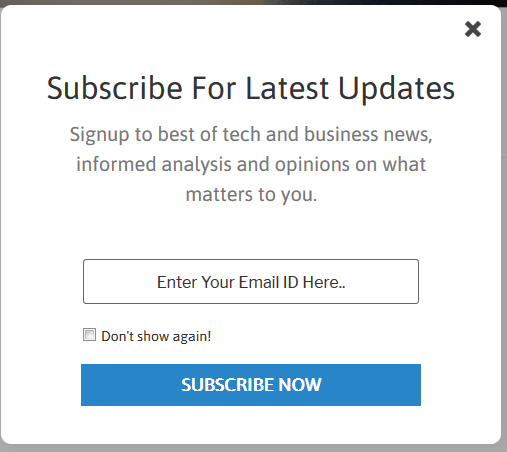 Subscribe For Latest Updates
Signup to best of tech and business news,
informed analysis and opinions on what
matters to you.
Enter Your Email ID Here..
Don't show again!
SUBSCRIBE NOW